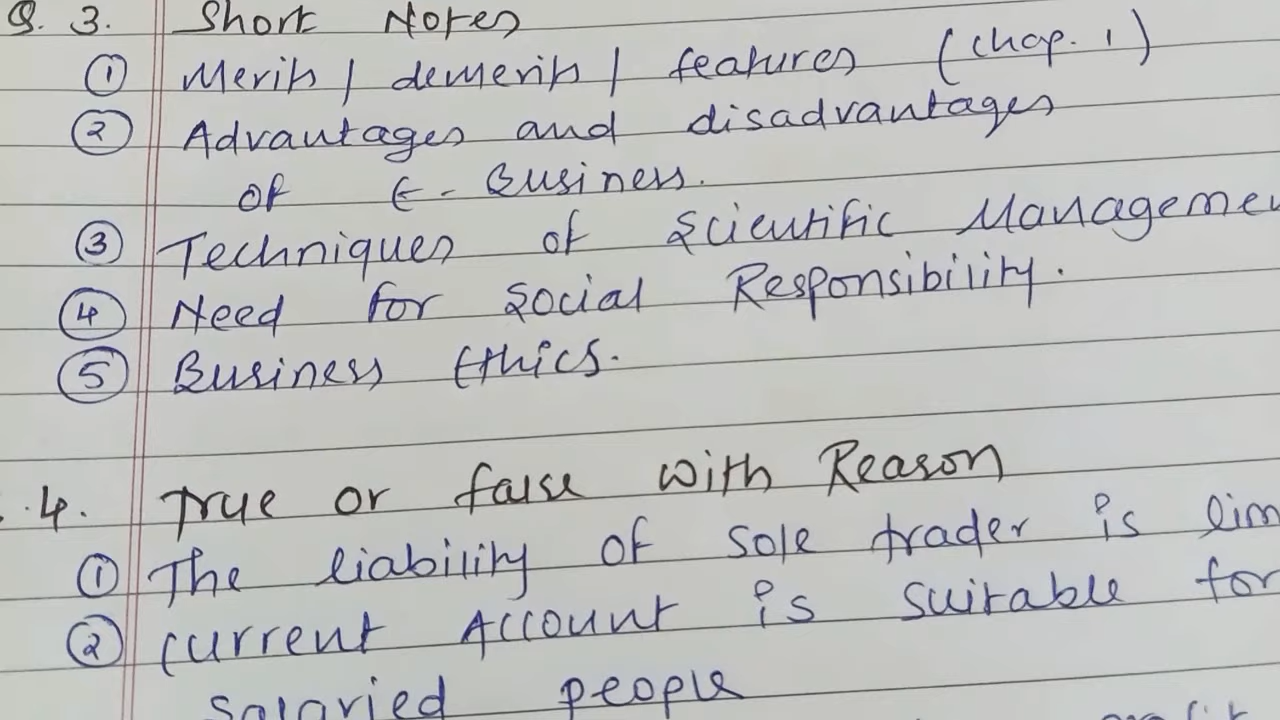 Q. 3. Short Notes
① Merits / demerits / features (chap. 1)
② Advantages and disadvantages
of E-Business.
③ Techniques of Scientific Managemen
④ Need for Social Responsibility.
⑤ Business Ethics.
.4. True or false with Reason
① The liability of sole trader is lim
② Current Account is suitable for
salaried people